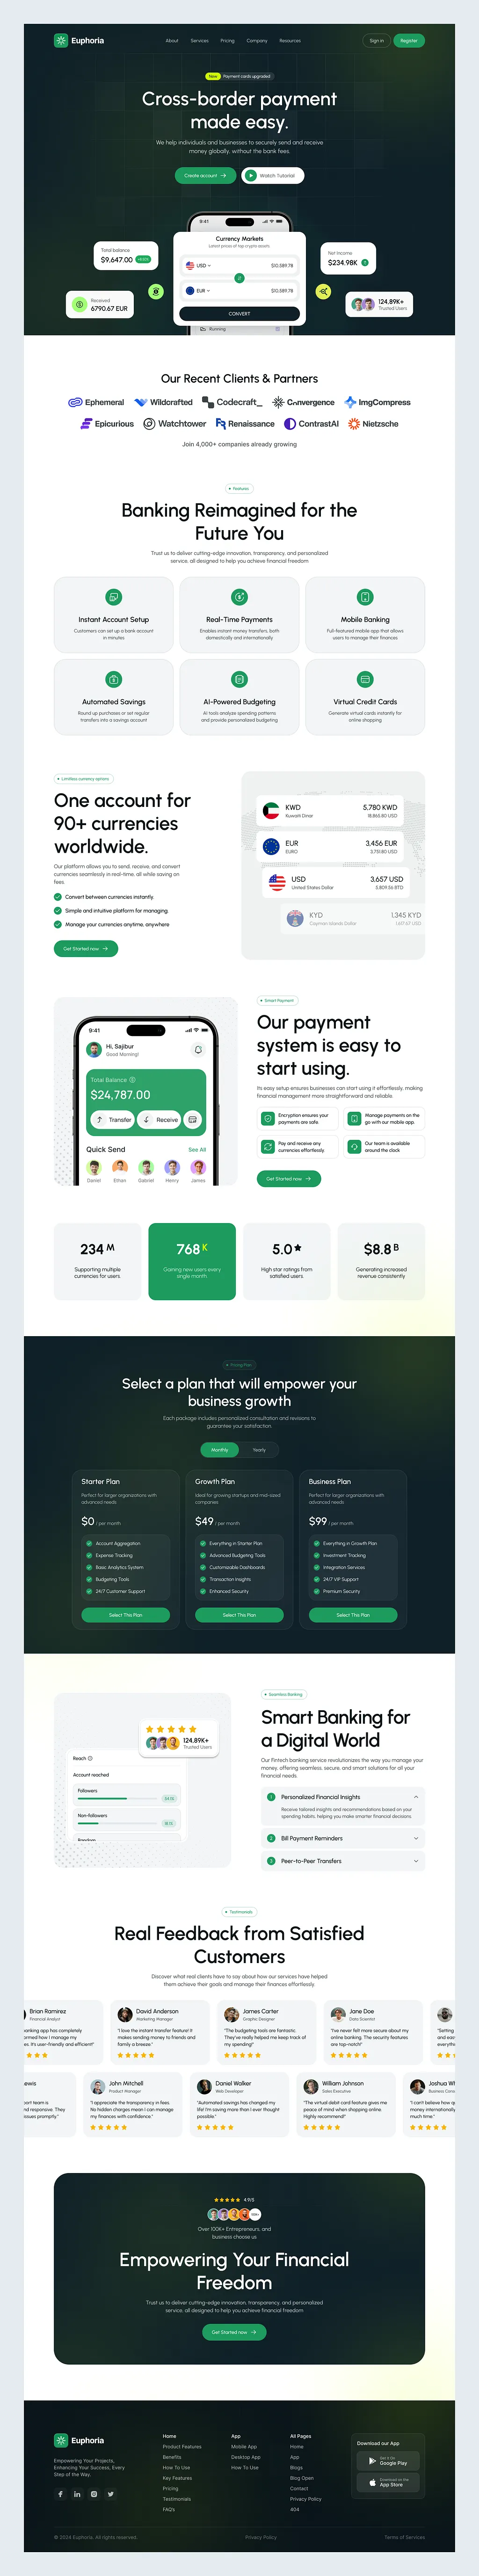 Euphoria
About
Services
Pricing
Company
Resources
Sign in
Register
New
Payment cards upgraded
Cross-border payment
made easy.
We help individuals and businesses to securely send and receive
money globally, without the bank fees.
Create account
Watch Tutorial
9:41
Total balance
$9,647.00
Received
6790.67 EUR
Currency Markets
Latest prices of top crypto assets
USD
$10,589.78
EUR
$10,589.78
CONVERT
Running
Net Income
$234.98K
124,89K+
Trusted Users
Our Recent Clients & Partners
Ephemeral
Wildcrafted
Codecraft_
Convergence
ImgCompress
Epicurious
Watchtower
Renaissance
ContrastAI
Nietzsche
Join 4,000+ companies already growing
Features
Banking Reimagined for the
Future You
Trust us to deliver cutting-edge innovation, transparency, and personalized
service, all designed to help you achieve financial freedom
Instant Account Setup
Customers can set up a bank account
in minutes
Real-Time Payments
Enables instant money transfers, both
domestically and internationally
Mobile Banking
Full-featured mobile app that allows
users to manage their finances
Automated Savings
Round up purchases or set regular
transfers into a savings account
AI-Powered Budgeting
AI tools analyze spending patterns
and provide personalized budgeting
Virtual Credit Cards
Generate virtual cards instantly for
online shopping
Limitless currency options
One account for
90+ currencies
worldwide.
Our platform allows you to send, receive, and convert
currencies seamlessly in real-time, all while saving on
fees.
Convert between currencies instantly.
Simple and intuitive platform for managing.
Manage your currencies anytime, anywhere
Get Started now
KWD
Kuwaiti Dinar
5,780 KWD
18,865.80 USD
EUR
EURO
3,456 EUR
3,731.80 USD
USD
United States Dollar
3,657 USD
KYD
Cayman Islands Dollar
1,345 KYD
9:41
Hi, Sajibur
Good Morning!
Total Balance
$24,787.00
Transfer
Receive
Quick Send
See All
Daniel
Ethan
Gabriel
Henry
James
Smart Payment
Our payment
system is easy to
start using.
Its easy setup ensures businesses can start using it effortlessly, making
financial management more straightforward and reliable.
Encryption ensures your
payments are safe.
Manage payments on the
go with our mobile app.
Pay and receive any
currencies effortlessly.
Our team is available
around the clock
Get Started now
234 M
Supporting multiple
currencies for users.
768 K
Gaining new users every
single month
5.0
High star ratings from
satisfied users.
$8.8 B
Generating increased
revenue consistently
Pricing Plan
Select a plan that will empower your
business growth
Each package includes personalized consultation and revisions to
guarantee your satisfaction.
Monthly
Yearly
Starter Plan
Perfect for larger organizations with
advanced needs
$0 / per month
Account Aggregation
Expense Tracking
Basic Analytics System
Budgeting Tools
24/7 Customer Support
Select This Plan
Growth Plan
Ideal for growing startups and mid-sized
companies
$49 / per month
Everything in Starter Plan
Advanced Budgeting Tools
Customizable Dashboards
Transaction Insights
Enhanced Security
Select This Plan
Business Plan
Perfect for larger organizations with
advanced needs
$99 / per month
Everything in Growth Plan
Investment Tracking
Integration Services
24/7 VIP Support
Premium Security
Select This Plan
124,89K+
Trusted Users
Reach
Account reached
Followers
Non-followers
Seamless Banking
Smart Banking for
a Digital World
Our Fintech banking service revolutionizes the way you manage your
money, offering seamless, secure, and smart solutions for all your
financial needs.
1
Personalized Financial Insights
Receive tailored insights and recommendations based on your
spending habits, helping you make smarter financial decisions.
2
Bill Payment Reminders
3
Peer-to-Peer Transfers
Testimonials
Real Feedback from Satisfied
Customers
Discover what real clients have to say about how our services have helped
them achieve their goals and manage their finances effortlessly.
Brian Ramirez
Financial Analyst
anking app has completely
rmed how I manage my
s. It's user-friendly and efficient!"
David Anderson
Marketing Manager
"I love the instant transfer feature! It
makes sending money to friends and
family a breeze."
James Carter
Graphic Designer
"The budgeting tools are fantastic.
They've really helped me keep track of
my spending"
Jane Doe
Data Scientist
"I've never felt more secure about my
online banking. The security features
are top-notch!"
"Setting
and eas
everythi
ewis
port team is
nd responsive. They
issues promptly."
John Mitchell
Product Manager
"I appreciate the transparency in fees.
No hidden charges mean I can manage
my finances with confidence."
Daniel Walker
Web Developer
"Automated savings has changed my
life! I'm saving more than I ever thought
possible."
William Johnson
Sales Executive
"The virtual debit card feature gives me
peace of mind when shopping online.
Highly recommend!"
Joshua Wh
Business Cons
"I can't believe how q
money internationally
much time."
4.9/5
Over 100K+ Entrepreneurs, and
business choose us
Empowering Your Financial
Freedom
Trust us to deliver cutting-edge innovation, transparency, and personalized
service, all designed to help you achieve financial freedom
Get Started now
Euphoria
Empowering Your Projects,
Enhancing Your Success, Every
Step of the Way.
Home
Product Features
Benefits
How To Use
Key Features
Pricing
Testimonials
FAQ's
App
Mobile App
Desktop App
How To Use
All Pages
Home
App
Blogs
Blog Open
Contact
Privacy Policy
404
Download our App
Get it On
Google Play
Download on the
App Store
© 2024 Euphoria. All rights reserved.
Privacy Policy
Terms of Services